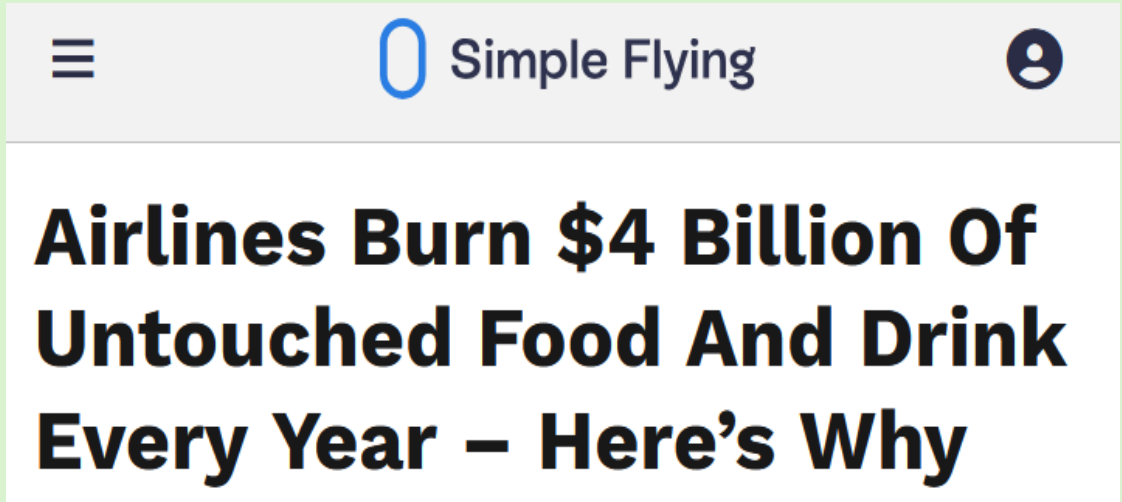 Simple Flying
Airlines Burn $4 Billion Of
Untouched Food And Drink
Every Year – Here’s Why